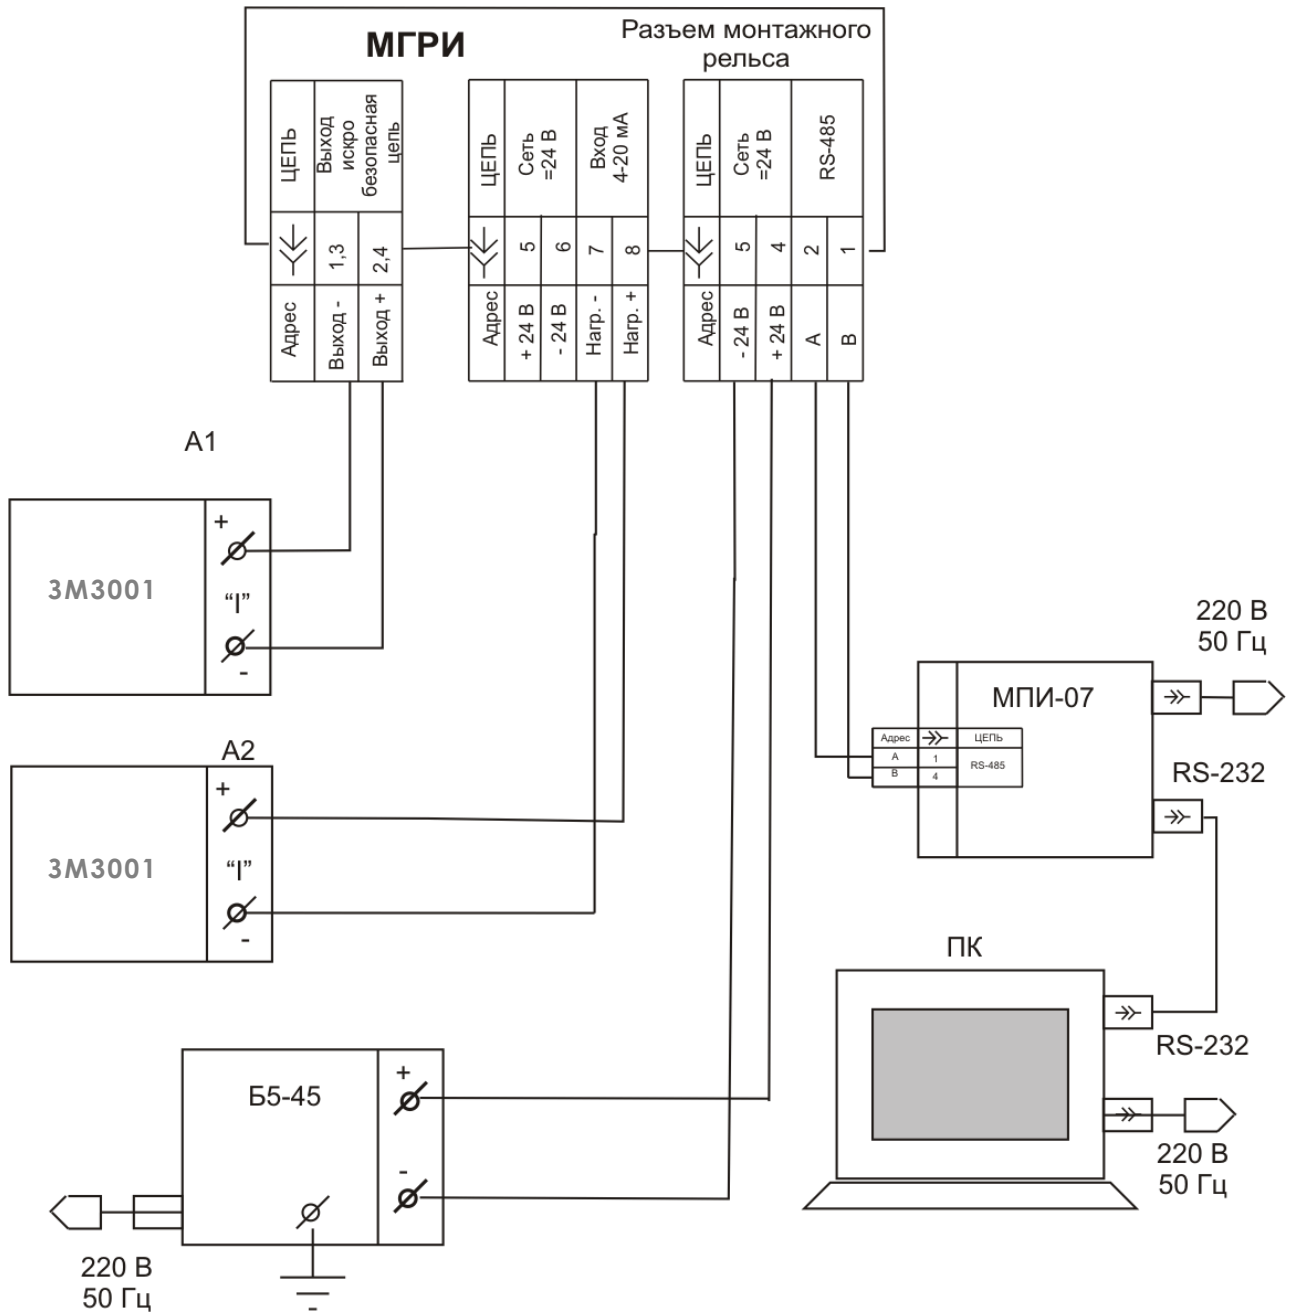 МГРИ
Разъем монтажного
рельса
ЦЕПЬ
Выход
искро
безопасная
цепь
1,3
2,4
Адрес
Выход -
Выход +
ЦЕПЬ
Сеть
=24 В
Вход
4-20 мА
5
6
7
8
Адрес
+ 24 В
- 24 В
Нагр. -
Нагр. +
ЦЕПЬ
Сеть
=24 В
RS-485
5
4
2
1
Адрес
- 24 В
+ 24 В
А
В
А1
+
3М3001
“I”
-
А2
+
3М3001
“I”
-
220 В
50 Гц
МПИ-07
Адрес
ЦЕПЬ
А
1
RS-485
В
4
RS-232
ПК
RS-232
220 В
50 Гц
Б5-45
+
-
220 В
50 Гц
-